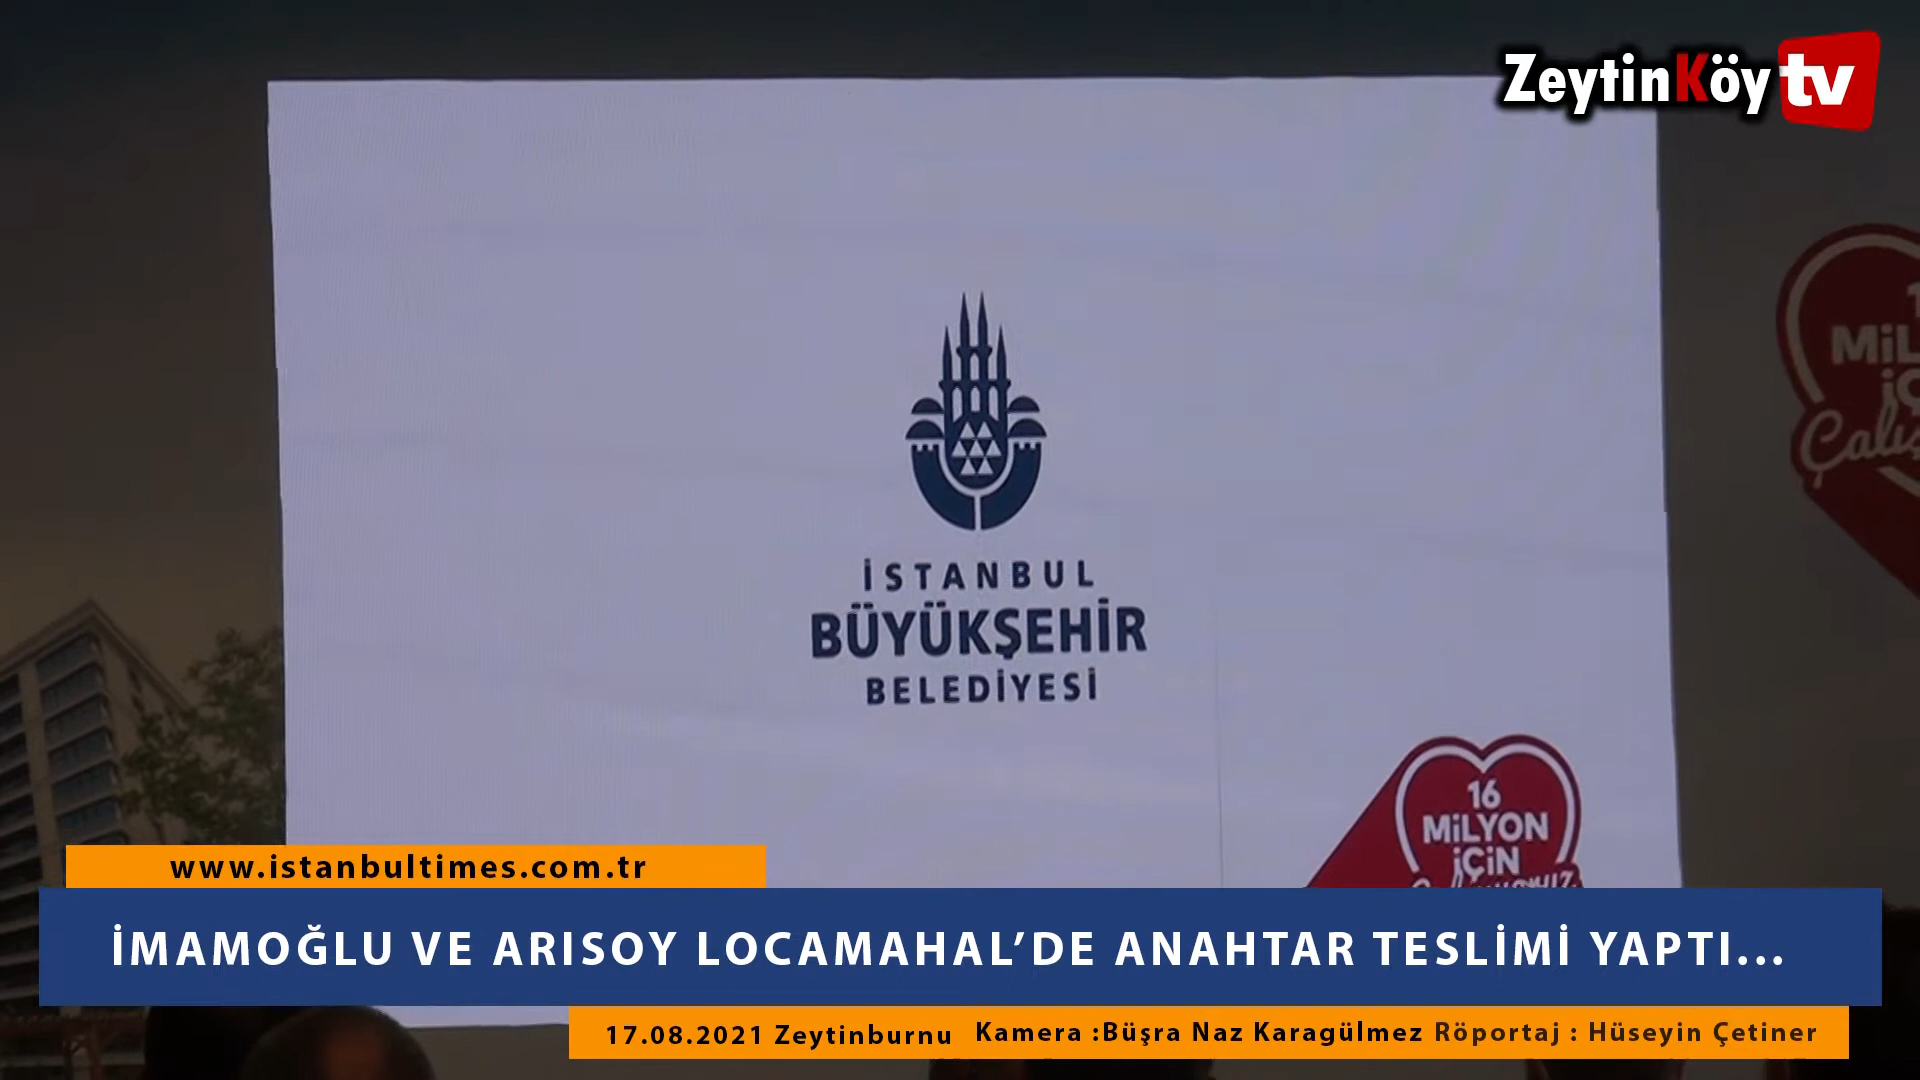 ZeytinKöy tv
İSTANBUL
BÜYÜKŞEHİR
BELEDİYESİ
16
MİLYON
İÇİN
www.istanbultimes.com.tr
İMAMOĞLU VE ARISOY LOCAMAHAL’DE ANAHTAR TESLİMİ YAPTI...
17.08.2021 Zeytinburnu Kamera :Büşra Naz Karagülmez Röportaj : Hüseyin Çetiner